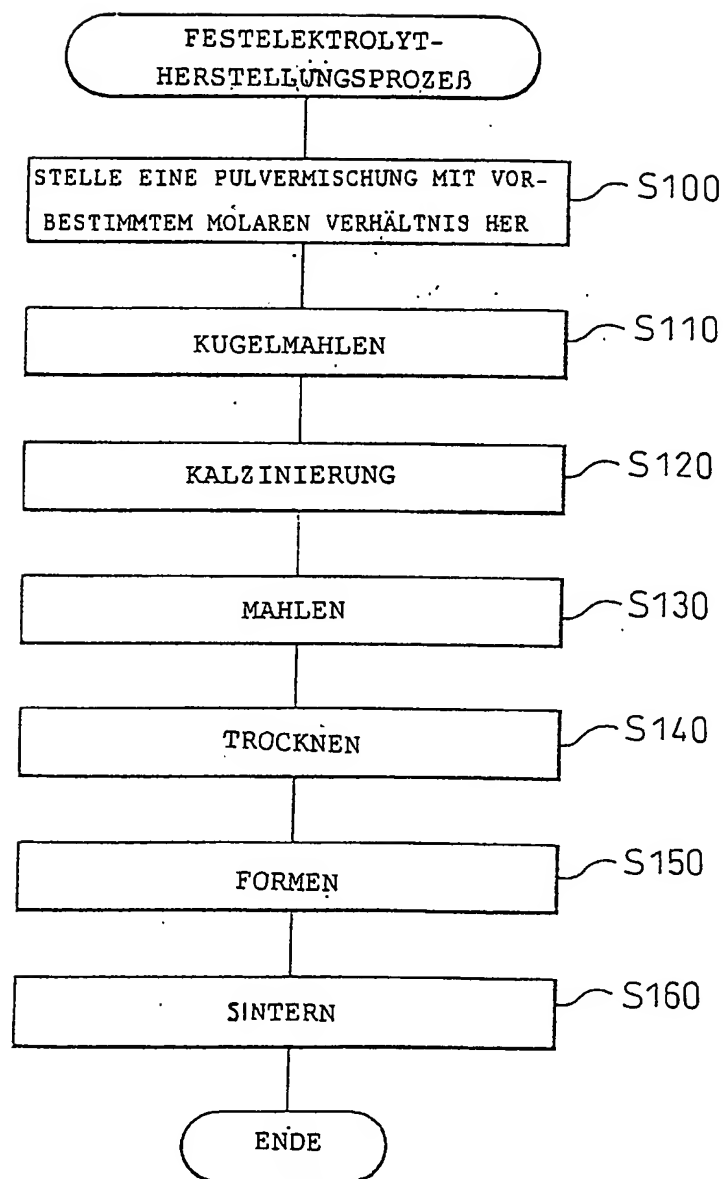 FESTELEKTROLYT-
HERSTELLUNGSPROZEß
STELLE EINE PULVERMISCHUNG MIT VOR-
BESTIMMTEM MOLAREN VERHÄLTNIS HER
S100
KUGELMAHLEN
S110
KALZINIERUNG
S120
MAHLEN
S130
TROCKNEN
S140
FORMEN
S150
SINTERN
S160
ENDE